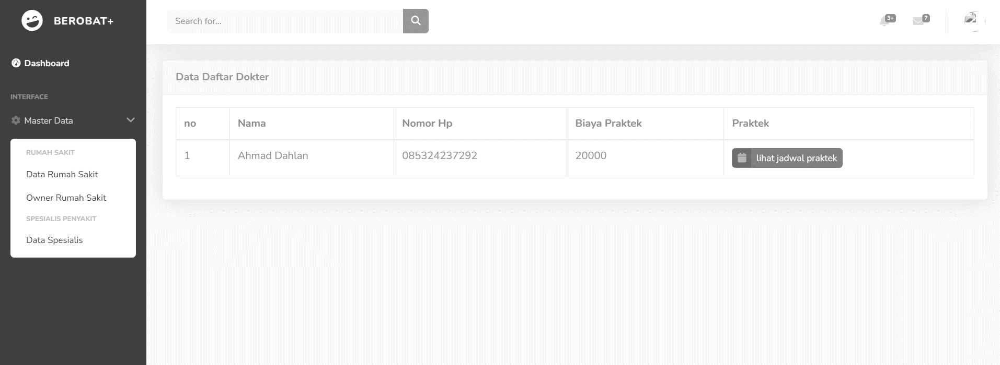 BEROBAT+
Search for...
3+
7
Dashboard
INTERFACE
Master Data
RUMAH SAKIT
Data Rumah Sakit
Owner Rumah Sakit
SPESIALIS PENYAKIT
Data Spesialis
Data Daftar Dokter
no Nama Nomor Hp Biaya Praktek Praktek
1 Ahmad Dahlan 085324237292 20000 lihat jadwal praktek